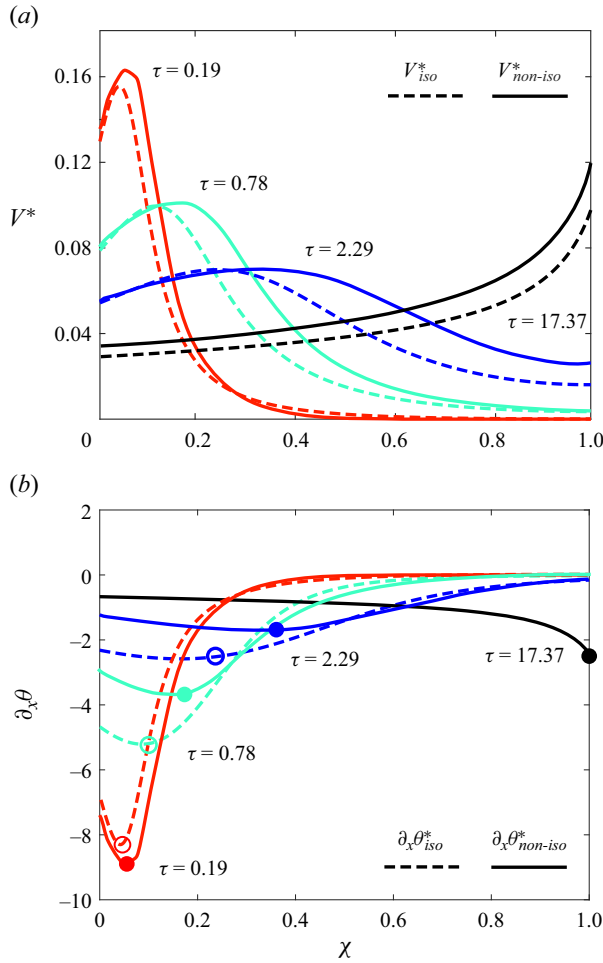 (a)
0.16
0.12
0.08
0.04
V*
τ = 0.19
τ = 0.78
τ = 2.29
τ = 17.37
V*iso
V*non-iso
0
0.2
0.4
0.6
0.8
1.0
(b)
2
0
−2
−4
−6
−8
−10
∂xθ
τ = 2.29
τ = 17.37
τ = 0.78
τ = 0.19
∂xθ*iso
∂xθ*non-iso
0
0.2
0.4
0.6
0.8
1.0
χ